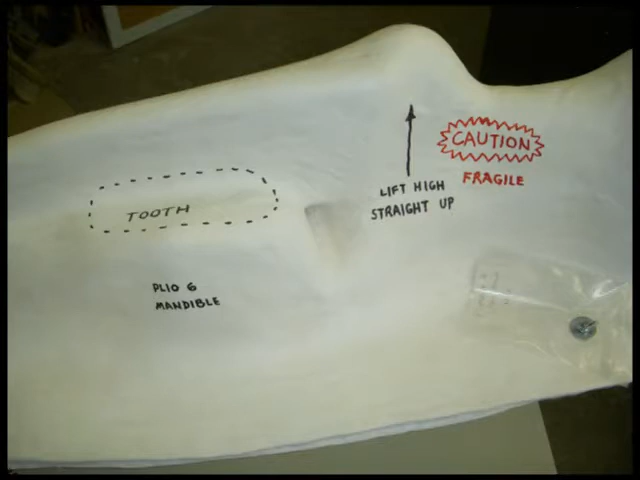 TOOTH
PLIO 6
MANDIBLE
LIFT HIGH
STRAIGHT UP
CAUTION
FRAGILE